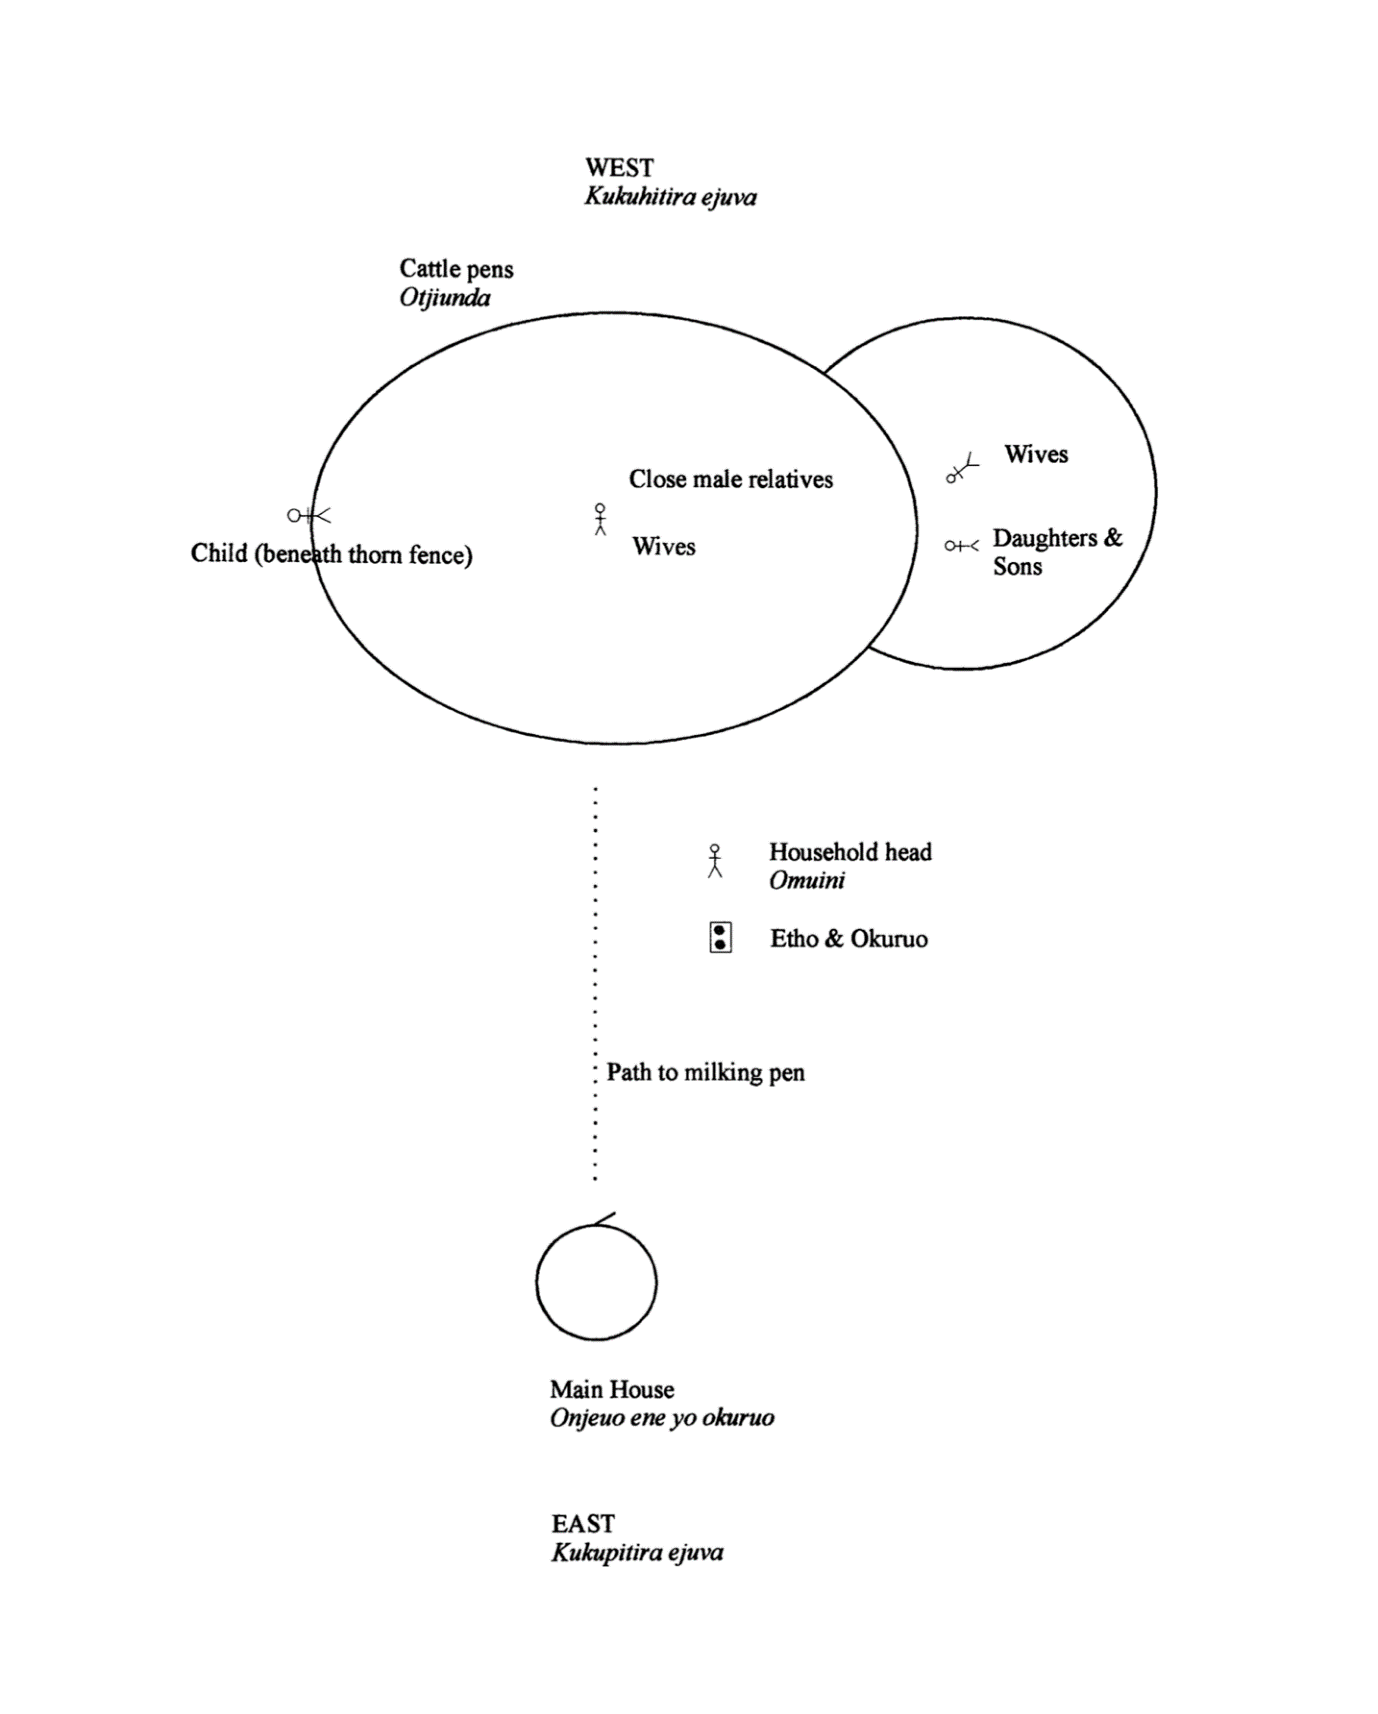 WEST
Kukuhitira ejuva
Cattle pens
Otjiunda
Wives
Close male relatives
Child (beneath thorn fence)
Wives
Daughters &
Sons
Household head
Omuini
Etho & Okuruo
Path to milking pen
Main House
Onjeuo ene yo okuruo
EAST
Kukupitira ejuva